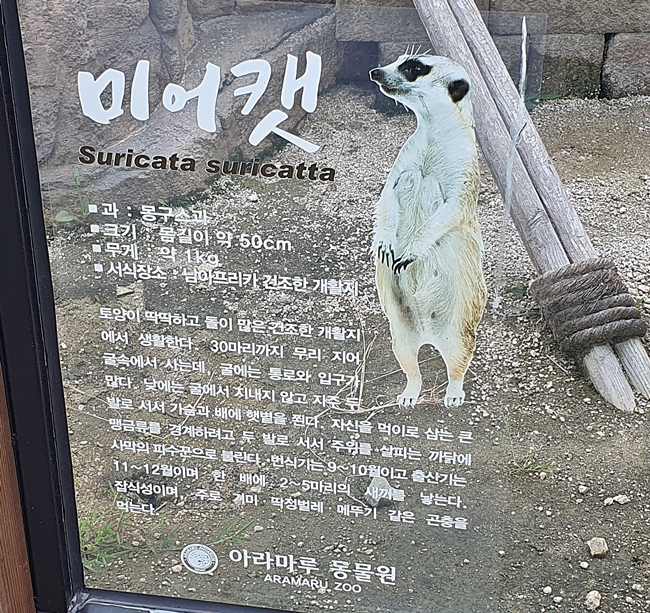 미어캣
Suricata suricatta
■ 과 : 몽구스과
■ 크기 : 몸길이 약 50cm
■ 무게 : 약 1kg
■ 서식장소 : 남아프리카 건조한 개활지
토양이 딱딱하고 돌이 많은 건조한 개활지
에서 생활한다. 30마리까지 무리 지어
굴속에서 사는데, 굴에는 통로와 입구가
많다. 낮에는 굴에서 지내지 않고 자주 두
발로 서서 가슴과 배에 햇볕을 쬔다. 자신을 먹이로 삼는 큰
맹금류를 경계하려고 두 발로 서서 주위를 살피는 까닭에
사막의 파수꾼으로 불린다. 번식기는 9~10월이고 출산기는
11~12월이며 한 배에 2~5마리의 새끼를 낳는다.
잡식성이며, 주로 거미 딱정벌레 메뚜기 같은 곤충을
먹는다.
아라마루 동물원
ARAMARU ZOO